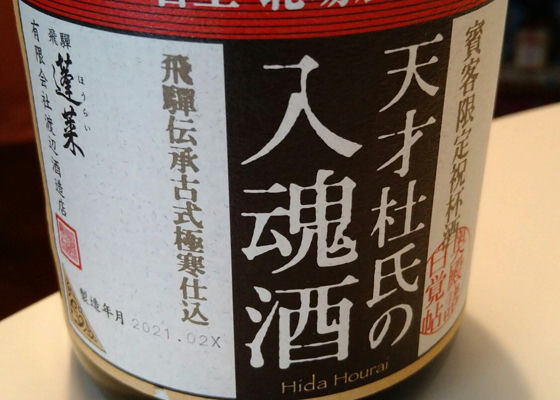 賓客限定祝杯酒
天才杜氏の
入魂酒
Hida Hourai
飛騨伝承古式極寒仕込
飛騨
蓬莱
ほうらい
有限会社渡辺酒造店
製造年月 2021.02X